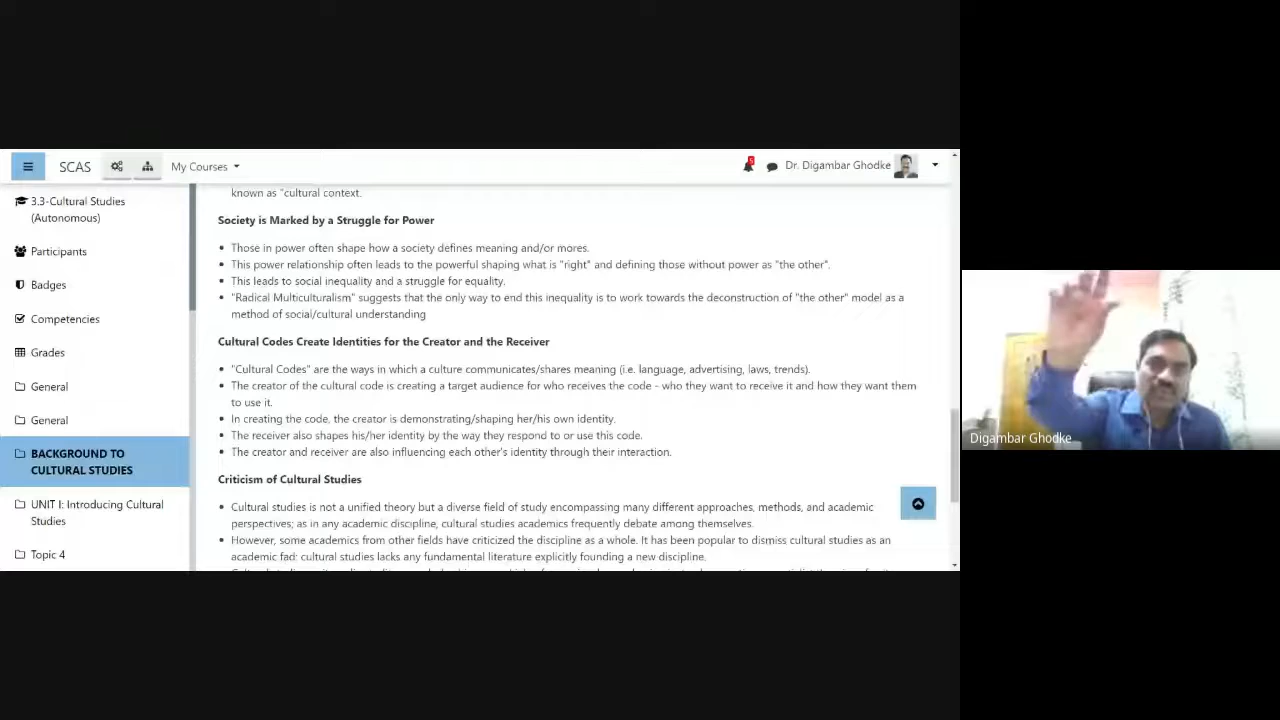 SCAS
My Courses
5
Dr. Digambar Ghodke
3.3-Cultural Studies
(Autonomous)
Participants
Badges
Competencies
Grades
General
General
BACKGROUND TO
CULTURAL STUDIES
UNIT I: Introducing Cultural
Studies
Topic 4
known as "cultural context.
Society is Marked by a Struggle for Power
Those in power often shape how a society defines meaning and/or mores.
This power relationship often leads to the powerful shaping what is "right" and defining those without power as "the other".
This leads to social inequality and a struggle for equality.
"Radical Multiculturalism" suggests that the only way to end this inequality is to work towards the deconstruction of "the other" model as a
method of social/cultural understanding
Cultural Codes Create Identities for the Creator and the Receiver
"Cultural Codes" are the ways in which a culture communicates/shares meaning (i.e. language, advertising, laws, trends).
The creator of the cultural code is creating a target audience for who receives the code - who they want to receive it and how they want them
to use it.
In creating the code, the creator is demonstrating/shaping her/his own identity.
The receiver also shapes his/her identity by the way they respond to or use this code.
The creator and receiver are also influencing each other's identity through their interaction.
Criticism of Cultural Studies
Cultural studies is not a unified theory but a diverse field of study encompassing many different approaches, methods, and academic
perspectives; as in any academic discipline, cultural studies academics frequently debate among themselves.
However, some academics from other fields have criticized the discipline as a whole. It has been popular to dismiss cultural studies as an
academic fad: cultural studies lacks any fundamental literature explicitly founding a new discipline.
Digambar Ghodke